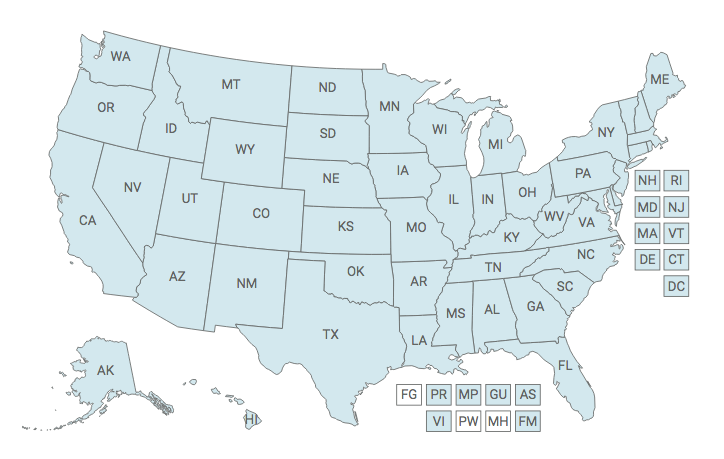 WA
MT
ND
ME
OR
ID
MN
WI
MI
NY
SD
WY
IA
PA
NE
NH RI
NV
UT
CO
IL
IN
OH
WV
MD NJ
CA
KS
MO
KY
VA
MA VT
NC
DE CT
AZ
NM
OK
AR
TN
SC
DC
TX
MS
AL
GA
LA
FL
AK
HI
FG PR MP GU AS
VI PW MH FM